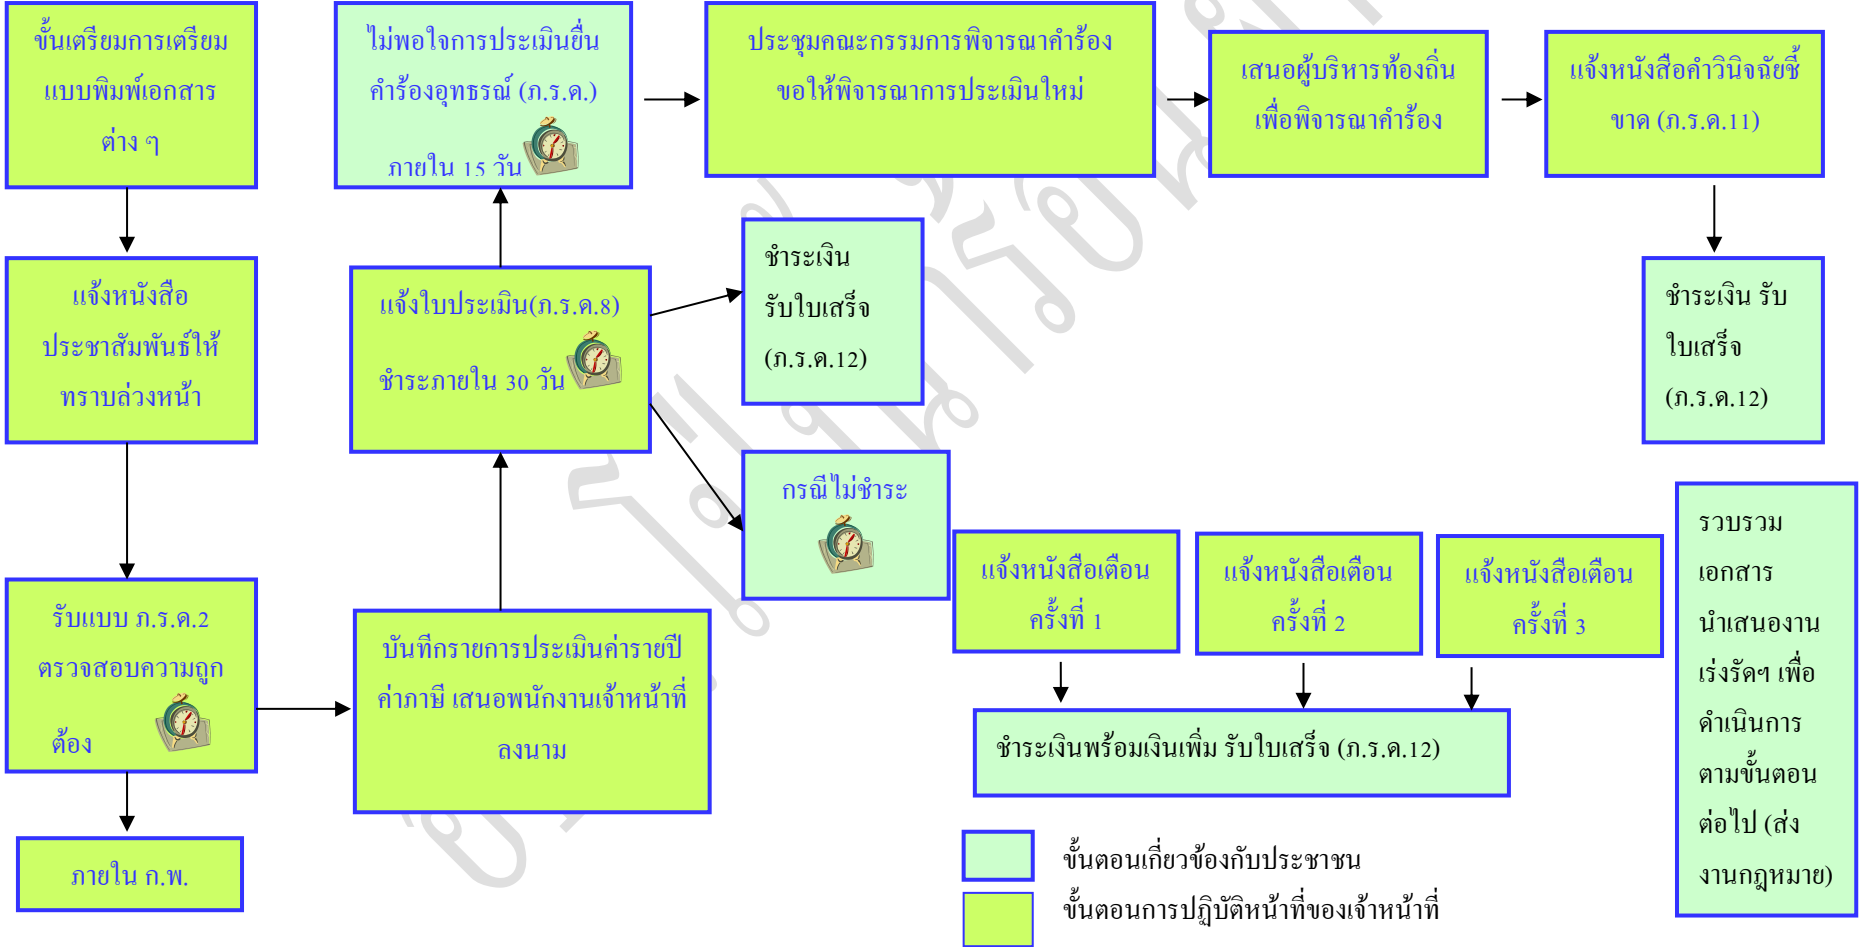 ขั้นเตรียมการเตรียม
แบบพิมพ์เอกสาร
ต่าง ๆ
แจ้งหนังสือ
ประชาสัมพันธ์ให้
ทราบล่วงหน้า
รับแบบ ภ.ร.ด.2
ตรวจสอบความถูก
ต้อง
ภายใน ก.พ.
บันทึกรายการประเมินค่ารายปี
ค่าภาษี เสนอพนักงานเจ้าหน้าที่
ลงนาม
แจ้งใบประเมิน(ภ.ร.ด.8)
ชำระภายใน 30 วัน
ไม่พอใจการประเมินยื่น
คำร้องอุทธรณ์ (ภ.ร.ด.)
ภายใน 15 วัน
ประชุมคณะกรรมการพิจารณาคำร้อง
ขอให้พิจารณาการประเมินใหม่
เสนอผู้บริหารท้องถิ่น
เพื่อพิจารณาคำร้อง
แจ้งหนังสือคำวินิจฉัยชี้
ขาด (ภ.ร.ด.11)
ชำระเงิน รับ
ใบเสร็จ
(ภ.ร.ด.12)
ชำระเงิน
รับใบเสร็จ
(ภ.ร.ด.12)
กรณีไม่ชำระ
แจ้งหนังสือเตือน
ครั้งที่ 1
แจ้งหนังสือเตือน
ครั้งที่ 2
แจ้งหนังสือเตือน
ครั้งที่ 3
ชำระเงินพร้อมเงินเพิ่ม รับใบเสร็จ (ภ.ร.ด.12)
รวบรวม
เอกสาร
นำเสนองาน
เร่งรัดฯ เพื่อ
ดำเนินการ
ตามขั้นตอน
ต่อไป (ส่ง
งานกฎหมาย)
ขั้นตอนเกี่ยวข้องกับประชาชน
ขั้นตอนการปฏิบัติหน้าที่ของเจ้าหน้าที่